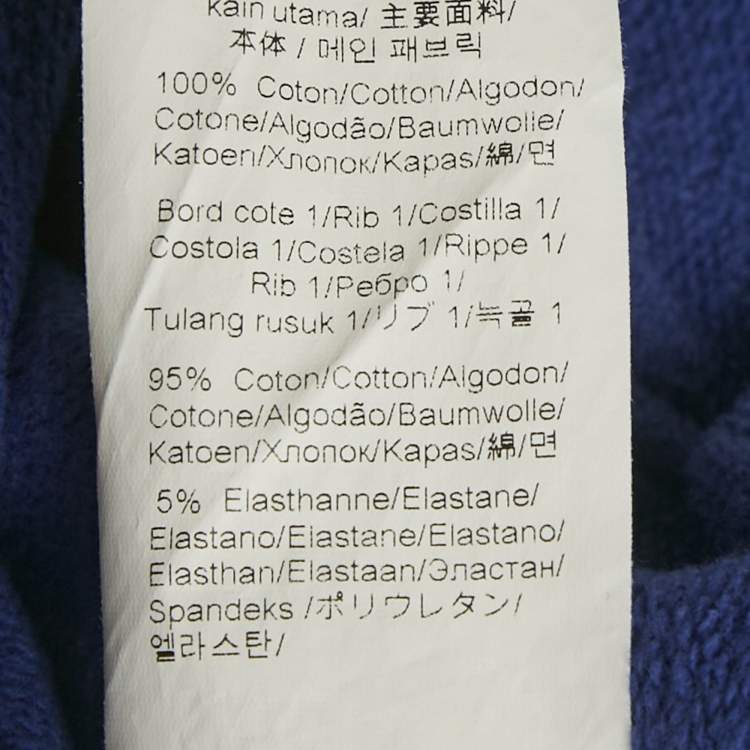 kain utama/ 主要面料/
本体 / 메인 패브릭
100% Coton/Cotton/Algodon/
Cotone/Algodão/Baumwolle/
Katoen/Хлопок/Kapas/綿/면
Bord cote 1/Rib 1/Costilla 1/
Costola 1/Costela 1/Rippe 1/
Rib 1/Ребро 1/
Tulang rusuk 1/リブ 1/늑골 1
95% Coton/Cotton/Algodon/
Cotone/Algodão/Baumwolle/
Katoen/Хлопок/Kapas/綿/면
5% Elasthanne/Elastane/
Elastano/Elastane/Elastano/
Elasthan/Elastaan/Эластан/
Spandeks /ポリウレタン/
엘라스탄/